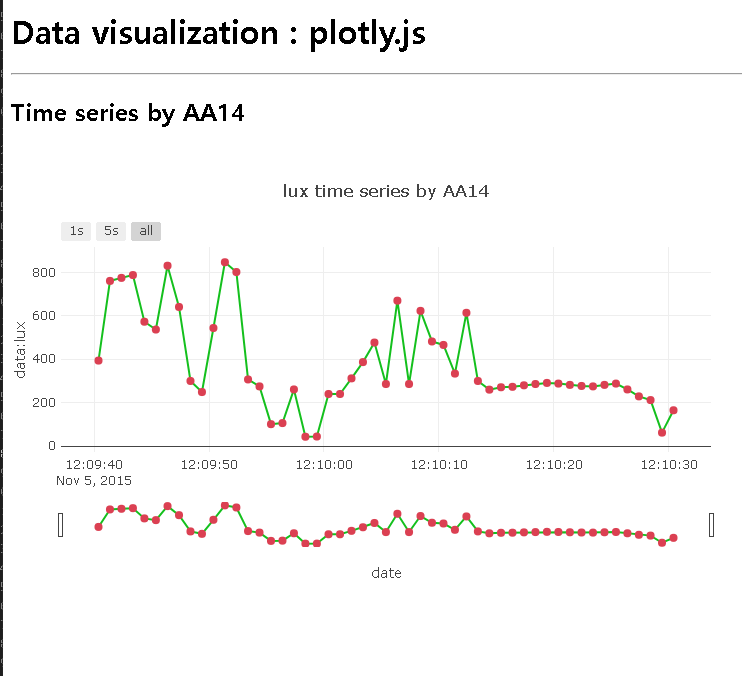 Data visualization : plotly.js
Time series by AA14
lux time series by AA14
1s 5s all
800
600
400
200
0
data:lux
12:09:40 12:09:50 12:10:00 12:10:10 12:10:20 12:10:30
Nov 5, 2015
date